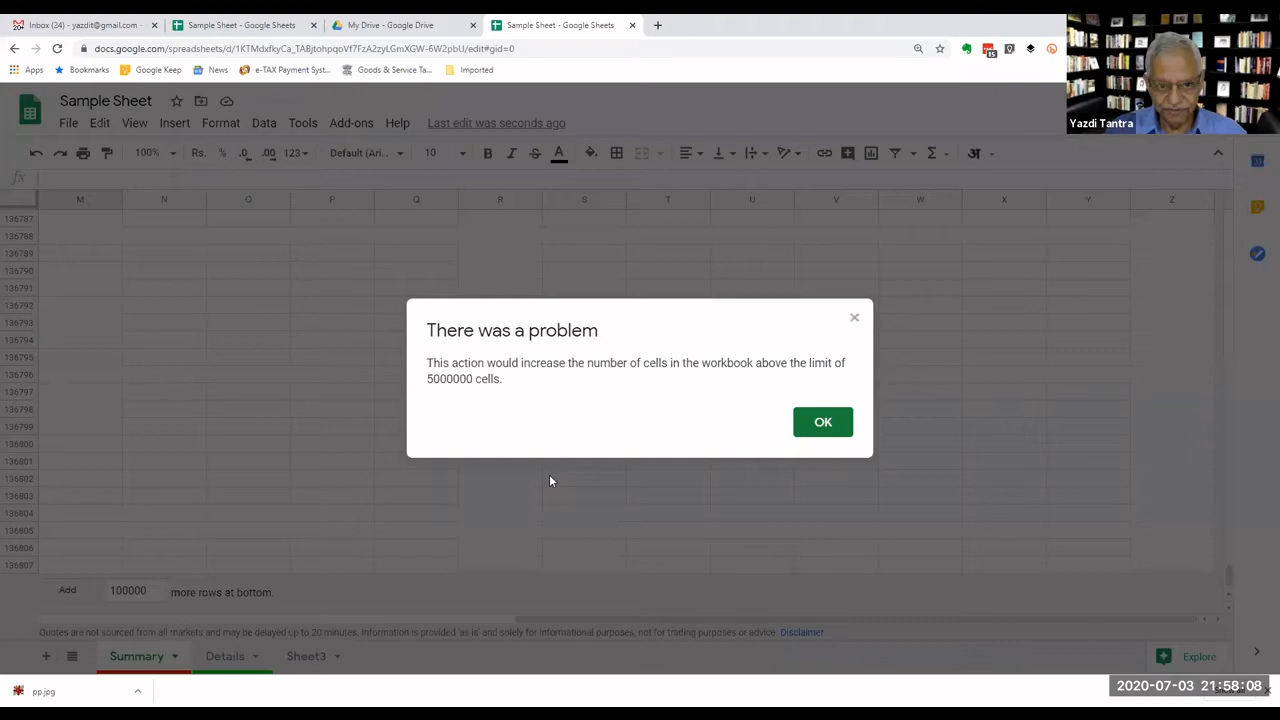 Inbox (24) - yazdit@gmail.com
Sample Sheet - Google Sheets
My Drive - Google Drive
Sample Sheet - Google Sheets
docs.google.com/spreadsheets/d/1KTMdxfkyCa_TABjtohpqoVf7FzA2zyLGmXGW-6W2pbU/edit#gid=0
15
Apps
Bookmarks
Google Keep
News
e-TAX Payment Syst...
Goods & Service Ta...
Imported
Yazdi Tantra
Sample Sheet
File Edit View Insert Format Data Tools Add-ons Help Last edit was seconds ago
100% Rs. .0 .00 123 Default (Ari... 10 B I S A Σ अ
fx
M N O P Q R S T U V W X Y Z
136787
136788
136789
136790
136791
136792
136793
136794
136795
136796
136797
136798
136799
136800
136801
136802
136803
136804
136805
136806
136807
There was a problem
This action would increase the number of cells in the workbook above the limit of
5000000 cells.
OK
Add 100000 more rows at bottom.
Quotes are not sourced from all markets and may be delayed up to 20 minutes. Information is provided 'as is' and solely for informational purposes, not for trading purposes or advice. Disclaimer
Summary Details Sheet3 Explore
pp.jpg
2020-07-03 21:58:08